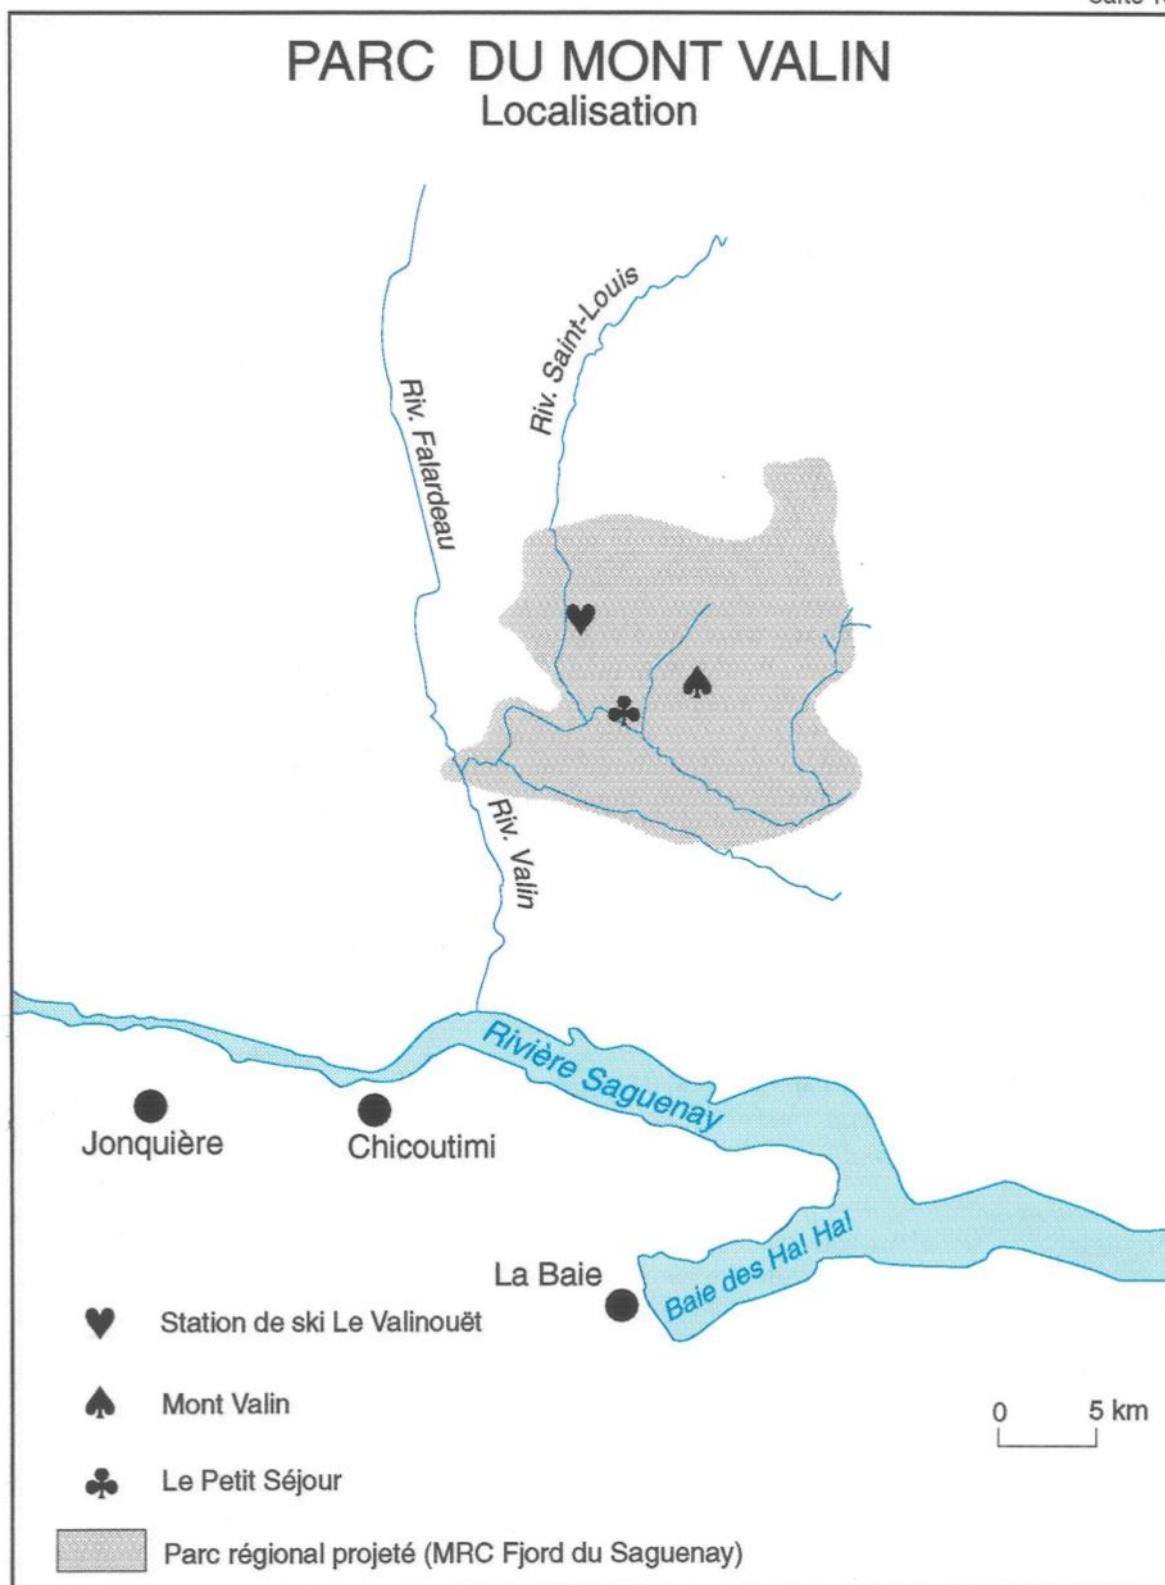 PARC DU MONT VALIN
Localisation
Riv. Saint-Louis
Riv. Falardeau
Riv. Valin
Rivière Saguenay
Jonquière
Chicoutimi
Baie des Ha! Ha!
La Baie
Station de ski Le Valinouët
Mont Valin
0 5 km
Le Petit Séjour
Parc régional projeté (MRC Fjord du Saguenay)